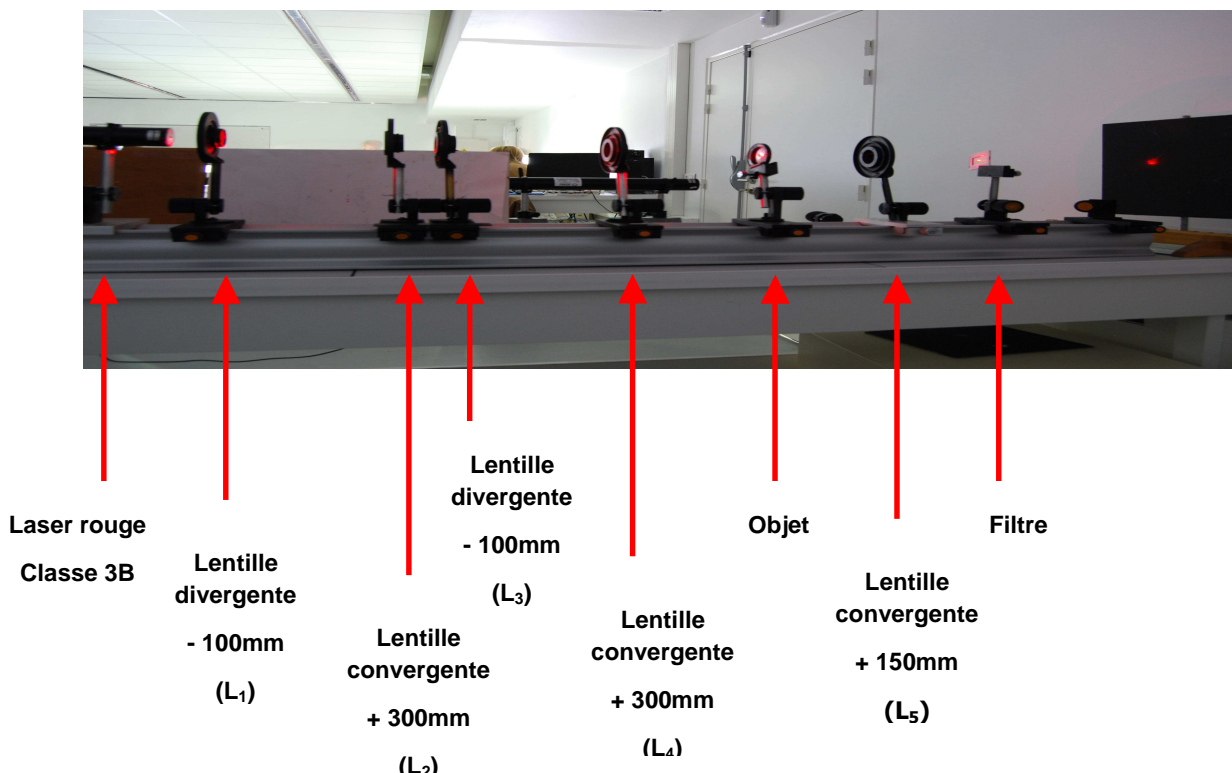 Laser rouge
Classe 3B
Lentille
divergente
- 100mm
(L₁)
Lentille
convergente
+ 300mm
(L₂)
Lentille
divergente
- 100mm
(L₃)
Lentille
convergente
+ 300mm
(L₄)
Objet
Lentille
convergente
+ 150mm
(L₅)
Filtre